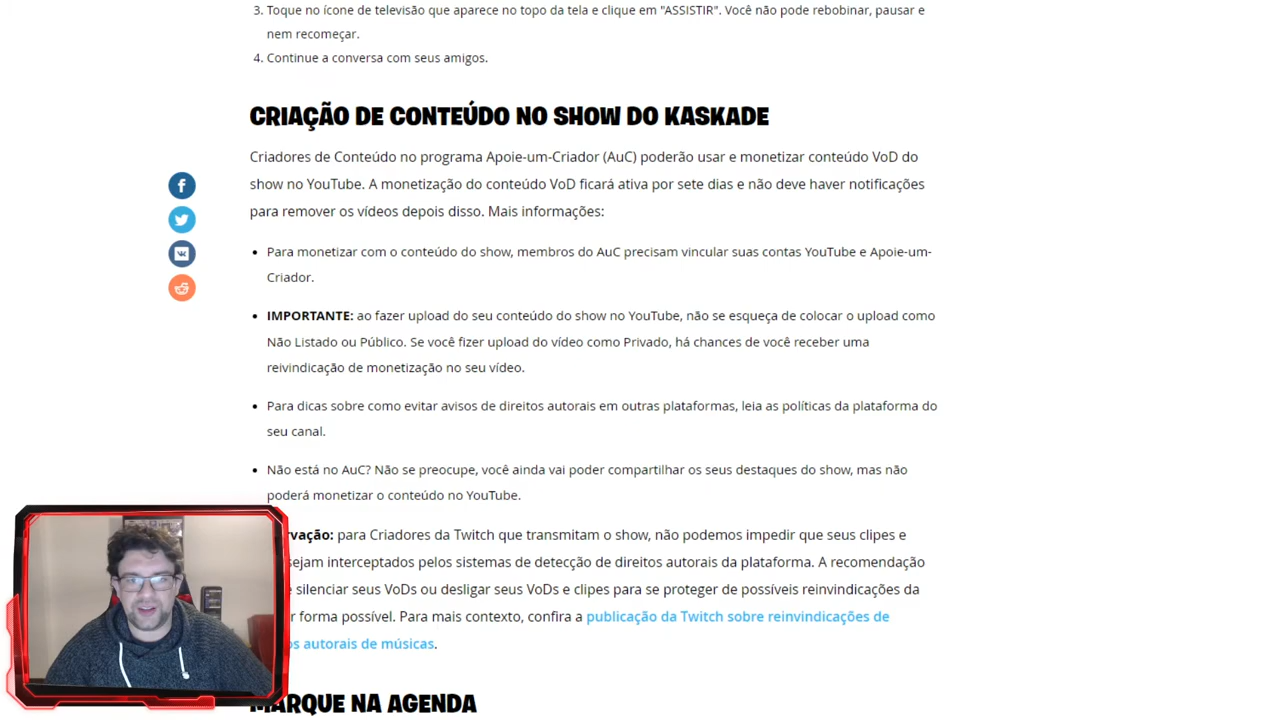 3. Toque no ícone de televisão que aparece no topo da tela e clique em "ASSISTIR". Você não pode rebobinar, pausar e
nem recomeçar.
4. Continue a conversa com seus amigos.
CRIAÇÃO DE CONTEÚDO NO SHOW DO KASKADE
Criadores de Conteúdo no programa Apoie-um-Criador (AuC) poderão usar e monetizar conteúdo VoD do
show no YouTube. A monetização do conteúdo VoD ficará ativa por sete dias e não deve haver notificações
para remover os vídeos depois disso. Mais informações:
• Para monetizar com o conteúdo do show, membros do AuC precisam vincular suas contas YouTube e Apoie-um-
Criador.
• IMPORTANTE: ao fazer upload do seu conteúdo do show no YouTube, não se esqueça de colocar o upload como
Não Listado ou Público. Se você fizer upload do vídeo como Privado, há chances de você receber uma
reivindicação de monetização no seu vídeo.
• Para dicas sobre como evitar avisos de direitos autorais em outras plataformas, leia as políticas da plataforma do
seu canal.
• Não está no AuC? Não se preocupe, você ainda vai poder compartilhar os seus destaques do show, mas não
poderá monetizar o conteúdo no YouTube.
rvação: para Criadores da Twitch que transmitam o show, não podemos impedir que seus clipes e
sejam interceptados pelos sistemas de detecção de direitos autorais da plataforma. A recomendação
silenciar seus VoDs ou desligar seus VoDs e clipes para se proteger de possíveis reinvindicações da
r forma possível. Para mais contexto, confira a publicação da Twitch sobre reinvindicações de
os autorais de músicas.
MARQUE NA AGENDA